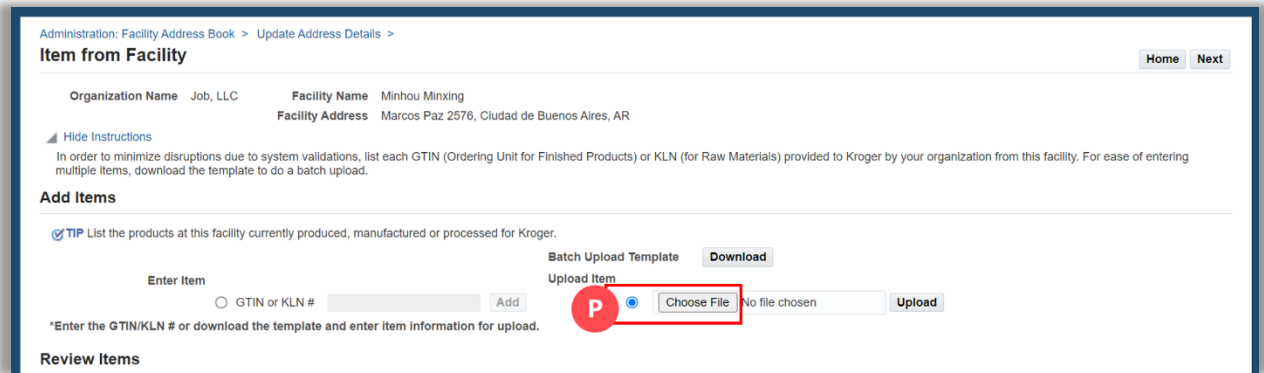 Administration: Facility Address Book > Update Address Details >
Item from Facility
Home Next
Organization Name Job, LLC Facility Name Minhou Minxing
Facility Address Marcos Paz 2576, Ciudad de Buenos Aires, AR
Hide Instructions
In order to minimize disruptions due to system validations, list each GTIN (Ordering Unit for Finished Products) or KLN (for Raw Materials) provided to Kroger by your organization from this facility. For ease of entering
multiple items, download the template to do a batch upload.
Add Items
TIP List the products at this facility currently produced, manufactured or processed for Kroger.
Batch Upload Template Download
Enter Item Upload Item
GTIN or KLN # Add P Choose File No file chosen Upload
*Enter the GTIN/KLN # or download the template and enter item information for upload.
Review Items